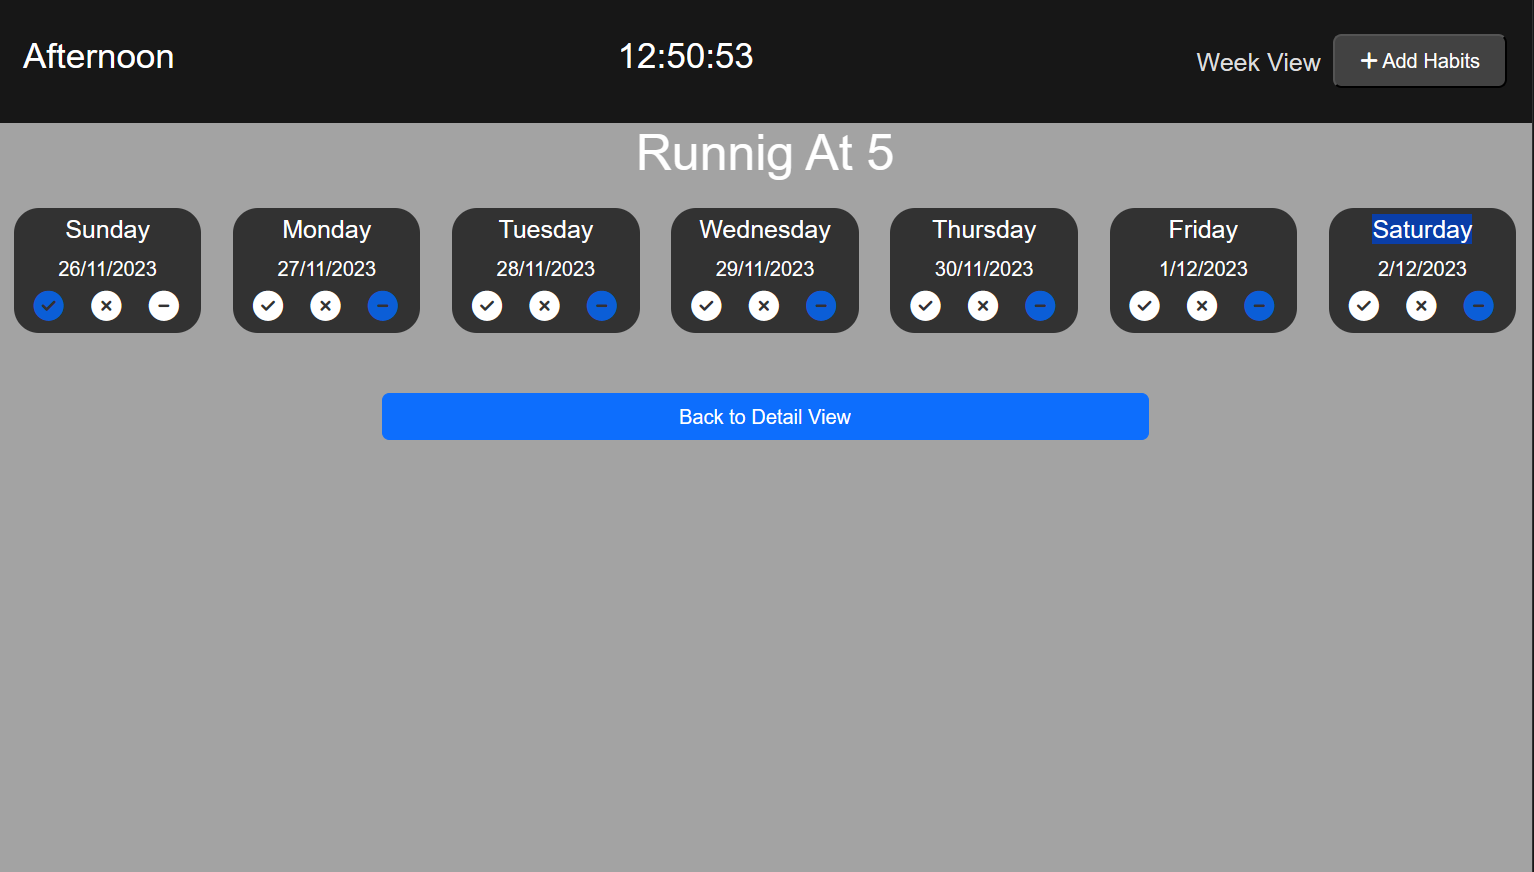 Afternoon
12:50:53
Week View
Add Habits
Runnig At 5
Sunday
26/11/2023
Monday
27/11/2023
Tuesday
28/11/2023
Wednesday
29/11/2023
Thursday
30/11/2023
Friday
1/12/2023
Saturday
2/12/2023
Back to Detail View